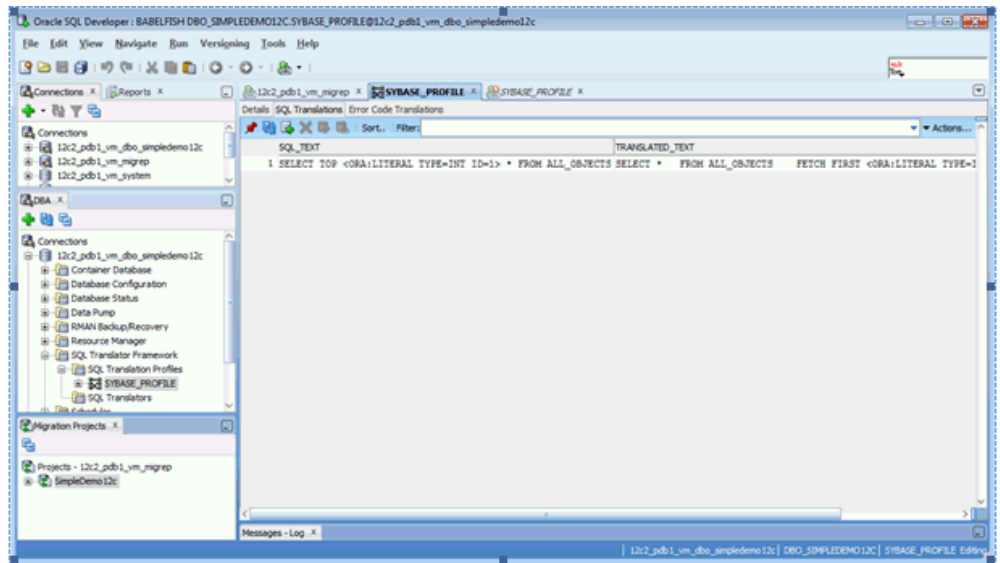 Oracle SQL Developer : BABELFISH DBO_SIMPLEDEMO12C.SYBASE_PROFILE@12c2_pdb1_vm_dbo_simpledemo12c
File Edit View Navigate Run Versioning Tools Help
Connections Reports
12c2_pdb1_vm_migrep SYBASE_PROFILE SYBASE_PROFILE
Details SQL Translations Error Code Translations
Sort.. Filter: Actions...
SQL_TEXT TRANSLATED_TEXT
1 SELECT TOP <ORA:LITERAL TYPE=INT ID=1> * FROM ALL_OBJECTS SELECT * FROM ALL_OBJECTS FETCH FIRST <ORA:LITERAL TYPE=I
Connections
12c2_pdb1_vm_dbo_simpledemo12c
12c2_pdb1_vm_migrep
12c2_pdb1_vm_system
DBA
Connections
12c2_pdb1_vm_dbo_simpledemo12c
Container Database
Database Configuration
Database Status
Data Pump
RMAN Backup/Recovery
Resource Manager
SQL Translator Framework
SQL Translation Profiles
SYBASE_PROFILE
SQL Translators
Scheduler
Migration Projects
Projects - 12c2_pdb1_vm_migrep
SimpleDemo12c
Messages - Log
12c2_pdb1_vm_dbo_simpledemo12c | DBO_SIMPLEDEMO12C | SYBASE_PROFILE Editing